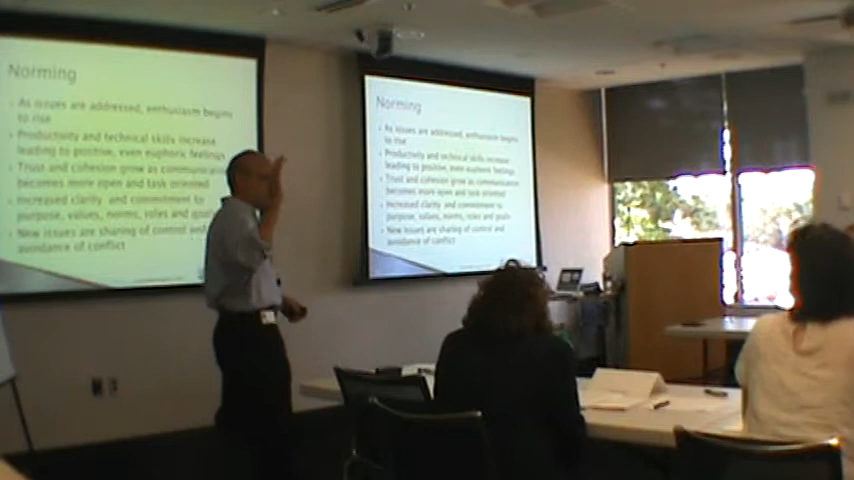 Norming
As issues are addressed, enthusiasm begins
to rise
Productivity and technical skills increase
leading to positive, even euphoric feelings
Trust and cohesion grow as communication
becomes more open and task oriented
Increased clarity and commitment to
purpose, values, norms, roles and goals
New issues are sharing of control and
avoidance of conflict
Norming
As issues are addressed, enthusiasm begins
to rise
Productivity and technical skills increase
leading to positive, even euphoric feelings
Trust and cohesion grow as communication
becomes more open and task oriented
Increased clarity and commitment to
purpose, values, norms, roles and goals
New issues are sharing of control and
avoidance of conflict